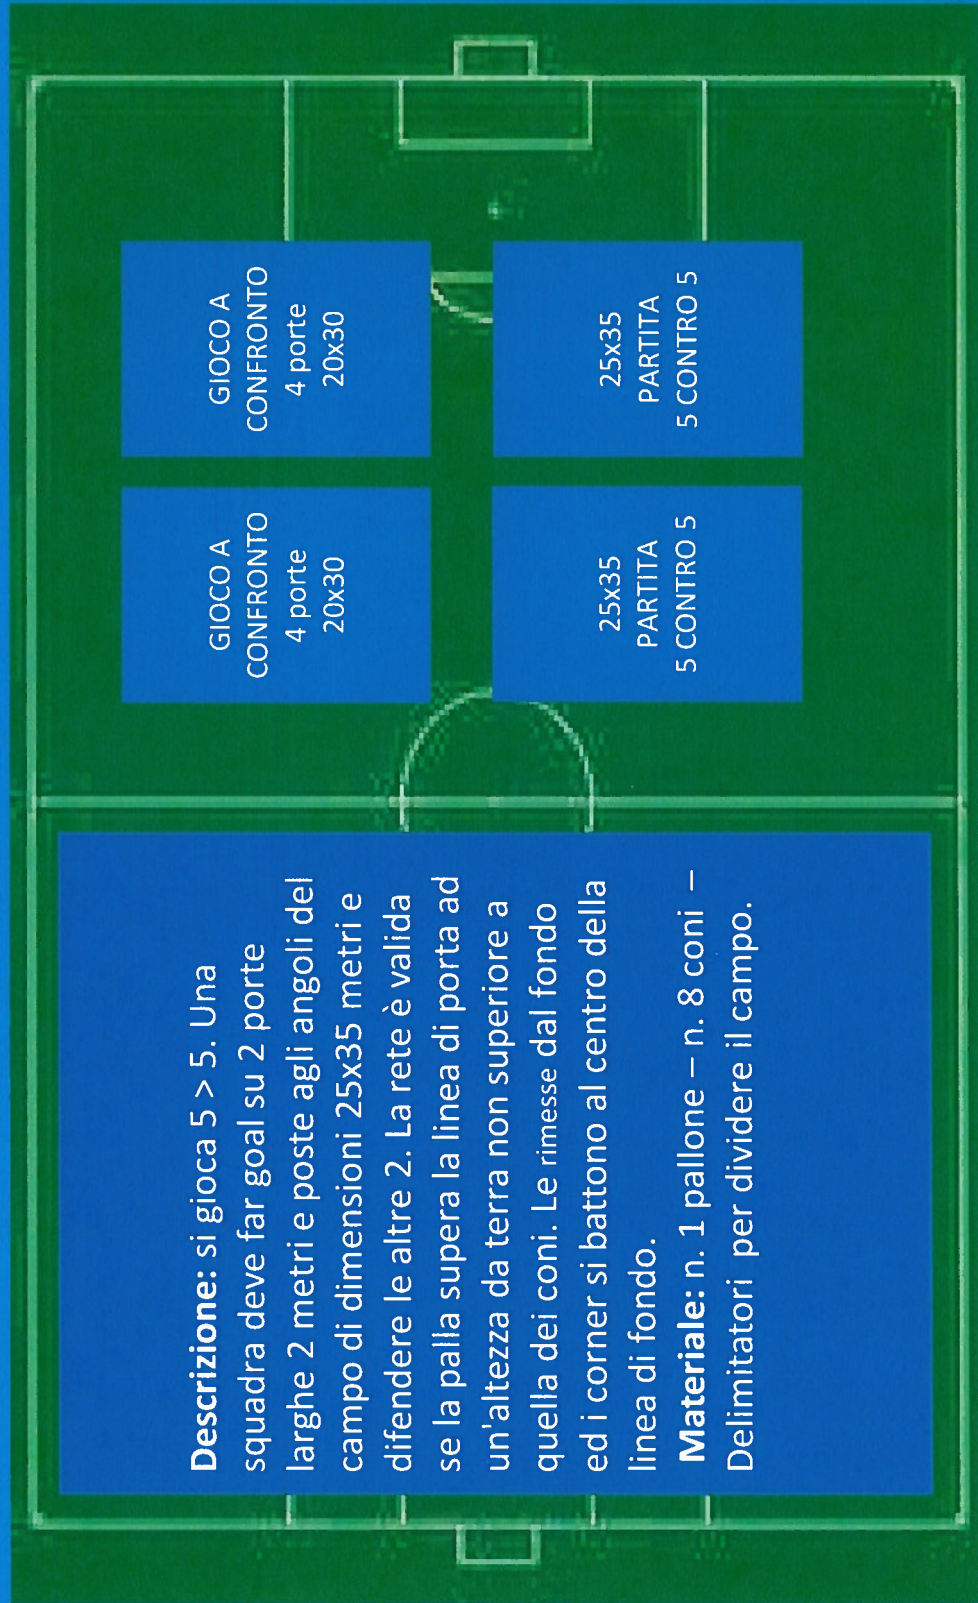 Descrizione: si gioca 5 > 5. Una
squadra deve far goal su 2 porte
larghe 2 metri e poste agli angoli del
campo di dimensioni 25x35 metri e
difendere le altre 2. La rete è valida
se la palla supera la linea di porta ad
un'altezza da terra non superiore a
quella dei coni. Le rimesse dal fondo
ed i corner si battono al centro della
linea di fondo.
Materiale: n. 1 pallone – n. 8 coni –
Delimitatori per dividere il campo.
GIOCO A
CONFRONTO
4 porte
20x30
GIOCO A
CONFRONTO
4 porte
20x30
25x35
PARTITA
5 CONTRO 5
25x35
PARTITA
5 CONTRO 5